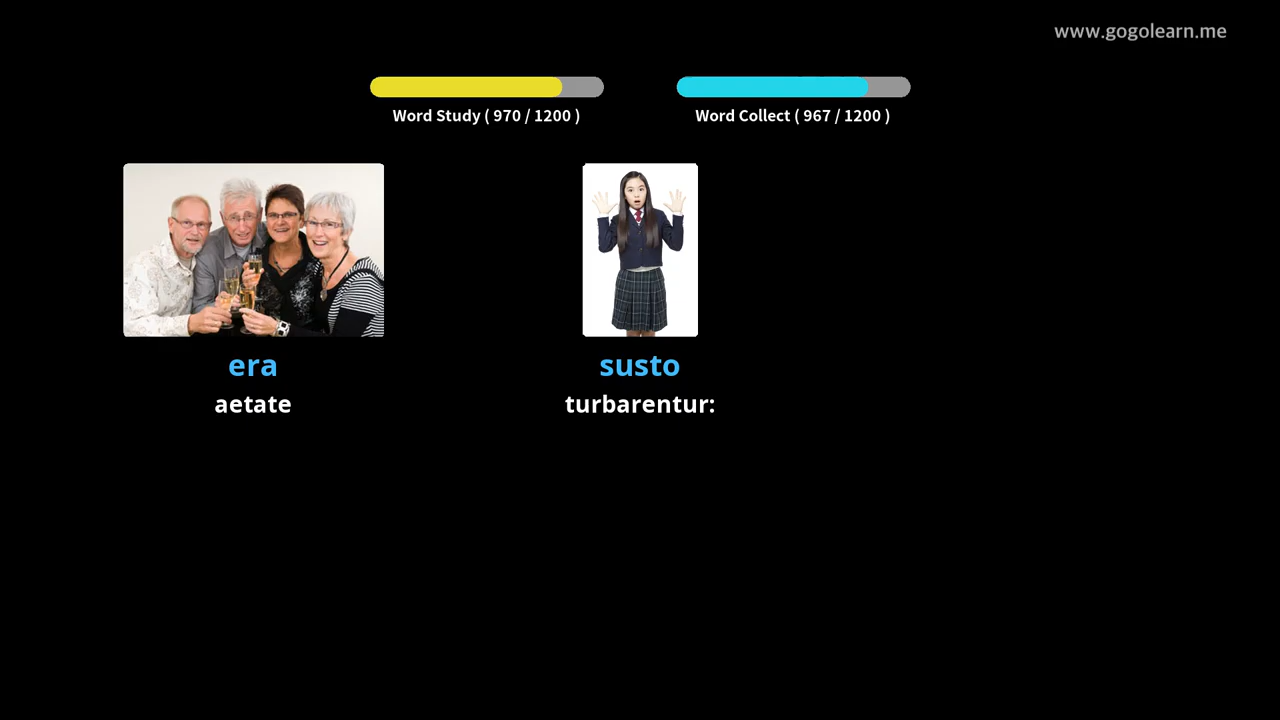 www.gogolearn.me
Word Study ( 970 / 1200 )
Word Collect ( 967 / 1200 )
era
aetate
susto
turbarentur: